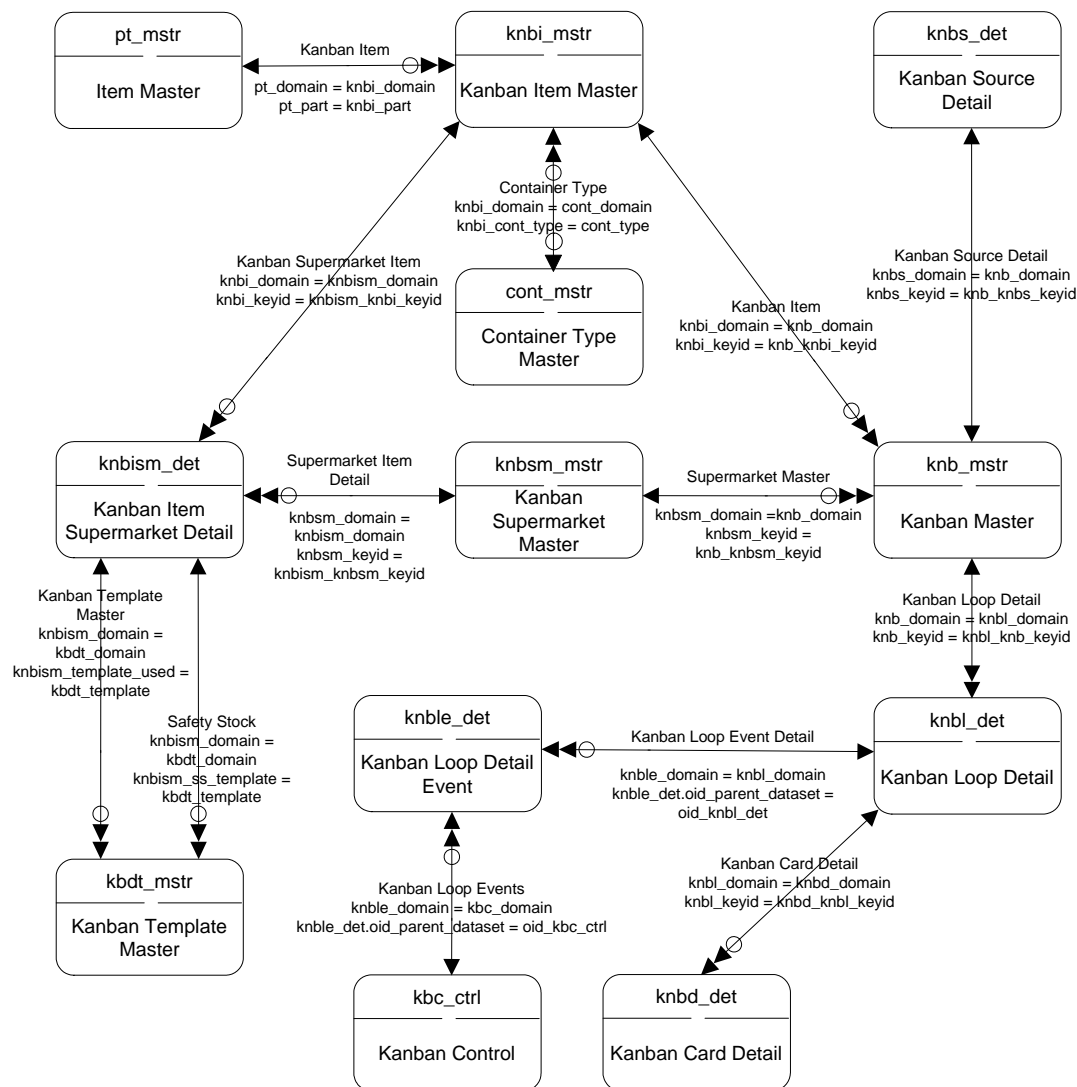 pt_mstr
Item Master
Kanban Item
pt_domain = knbi_domain
pt_part = knbi_part
knbi_mstr
Kanban Item Master
knbs_det
Kanban Source
Detail
Container Type
knbi_domain = cont_domain
knbi_cont_type = cont_type
Kanban Supermarket Item
knbi_domain = knbism_domain
knbi_keyid = knbism_knbi_keyid
Kanban Source Detail
knbs_domain = knb_domain
knbs_keyid = knb_knbs_keyid
cont_mstr
Container Type
Master
Kanban Item
knbi_domain = knb_domain
knbi_keyid = knb_knbi_keyid
knbism_det
Kanban Item
Supermarket Detail
Supermarket Item
Detail
knbsm_domain =
knbism_domain
knbsm_keyid =
knbism_knbsm_keyid
knbsm_mstr
Kanban
Supermarket
Master
Supermarket Master
knbsm_domain =knb_domain
knbsm_keyid =
knb_knbsm_keyid
knb_mstr
Kanban Master
Kanban Template
Master
knbism_domain =
kbdt_domain
knbism_template_used =
kbdt_template
Safety Stock
knbism_domain =
kbdt_domain
knbism_ss_template =
kbdt_template
Kanban Loop Detail
knb_domain = knbl_domain
knb_keyid = knbl_knb_keyid
knble_det
Kanban Loop Detail
Event
Kanban Loop Event Detail
knble_domain = knbl_domain
knble_det.oid_parent_dataset =
oid_knbl_det
knbl_det
Kanban Loop Detail
kbdt_mstr
Kanban Template
Master
Kanban Loop Events
knble_domain = kbc_domain
knble_det.oid_parent_dataset = oid_kbc_ctrl
Kanban Card Detail
knbl_domain = knbd_domain
knbl_keyid = knbd_knbl_keyid
kbc_ctrl
Kanban Control
knbd_det
Kanban Card Detail